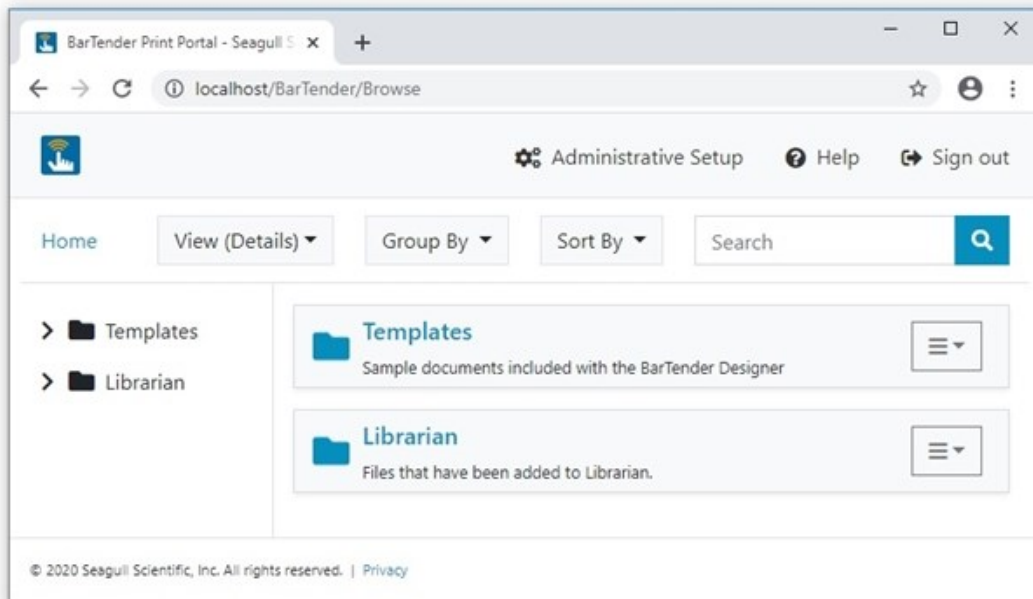 BarTender Print Portal - Seagull S
localhost/BarTender/Browse
Administrative Setup
Help
Sign out
Home
View (Details)
Group By
Sort By
Search
Templates
Librarian
Templates
Sample documents included with the BarTender Designer
Librarian
Files that have been added to Librarian.
© 2020 Seagull Scientific, Inc. All rights reserved. | Privacy